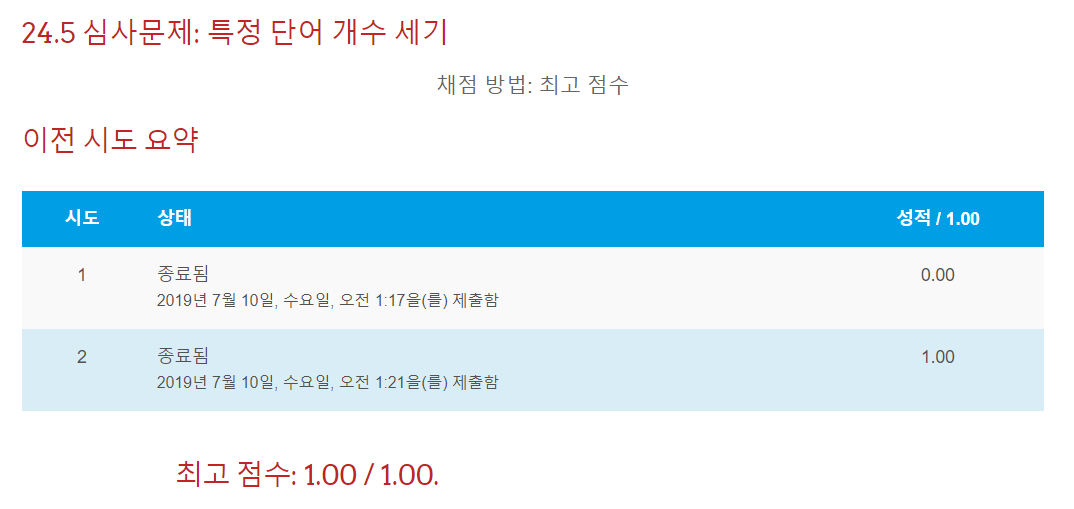 24.5 심사문제: 특정 단어 개수 세기
채점 방법: 최고 점수
이전 시도 요약
시도 상태 성적 / 1.00
1 종료됨 0.00
2019년 7월 10일, 수요일, 오전 1:17을(를) 제출함
2 종료됨 1.00
2019년 7월 10일, 수요일, 오전 1:21을(를) 제출함
최고 점수: 1.00 / 1.00.